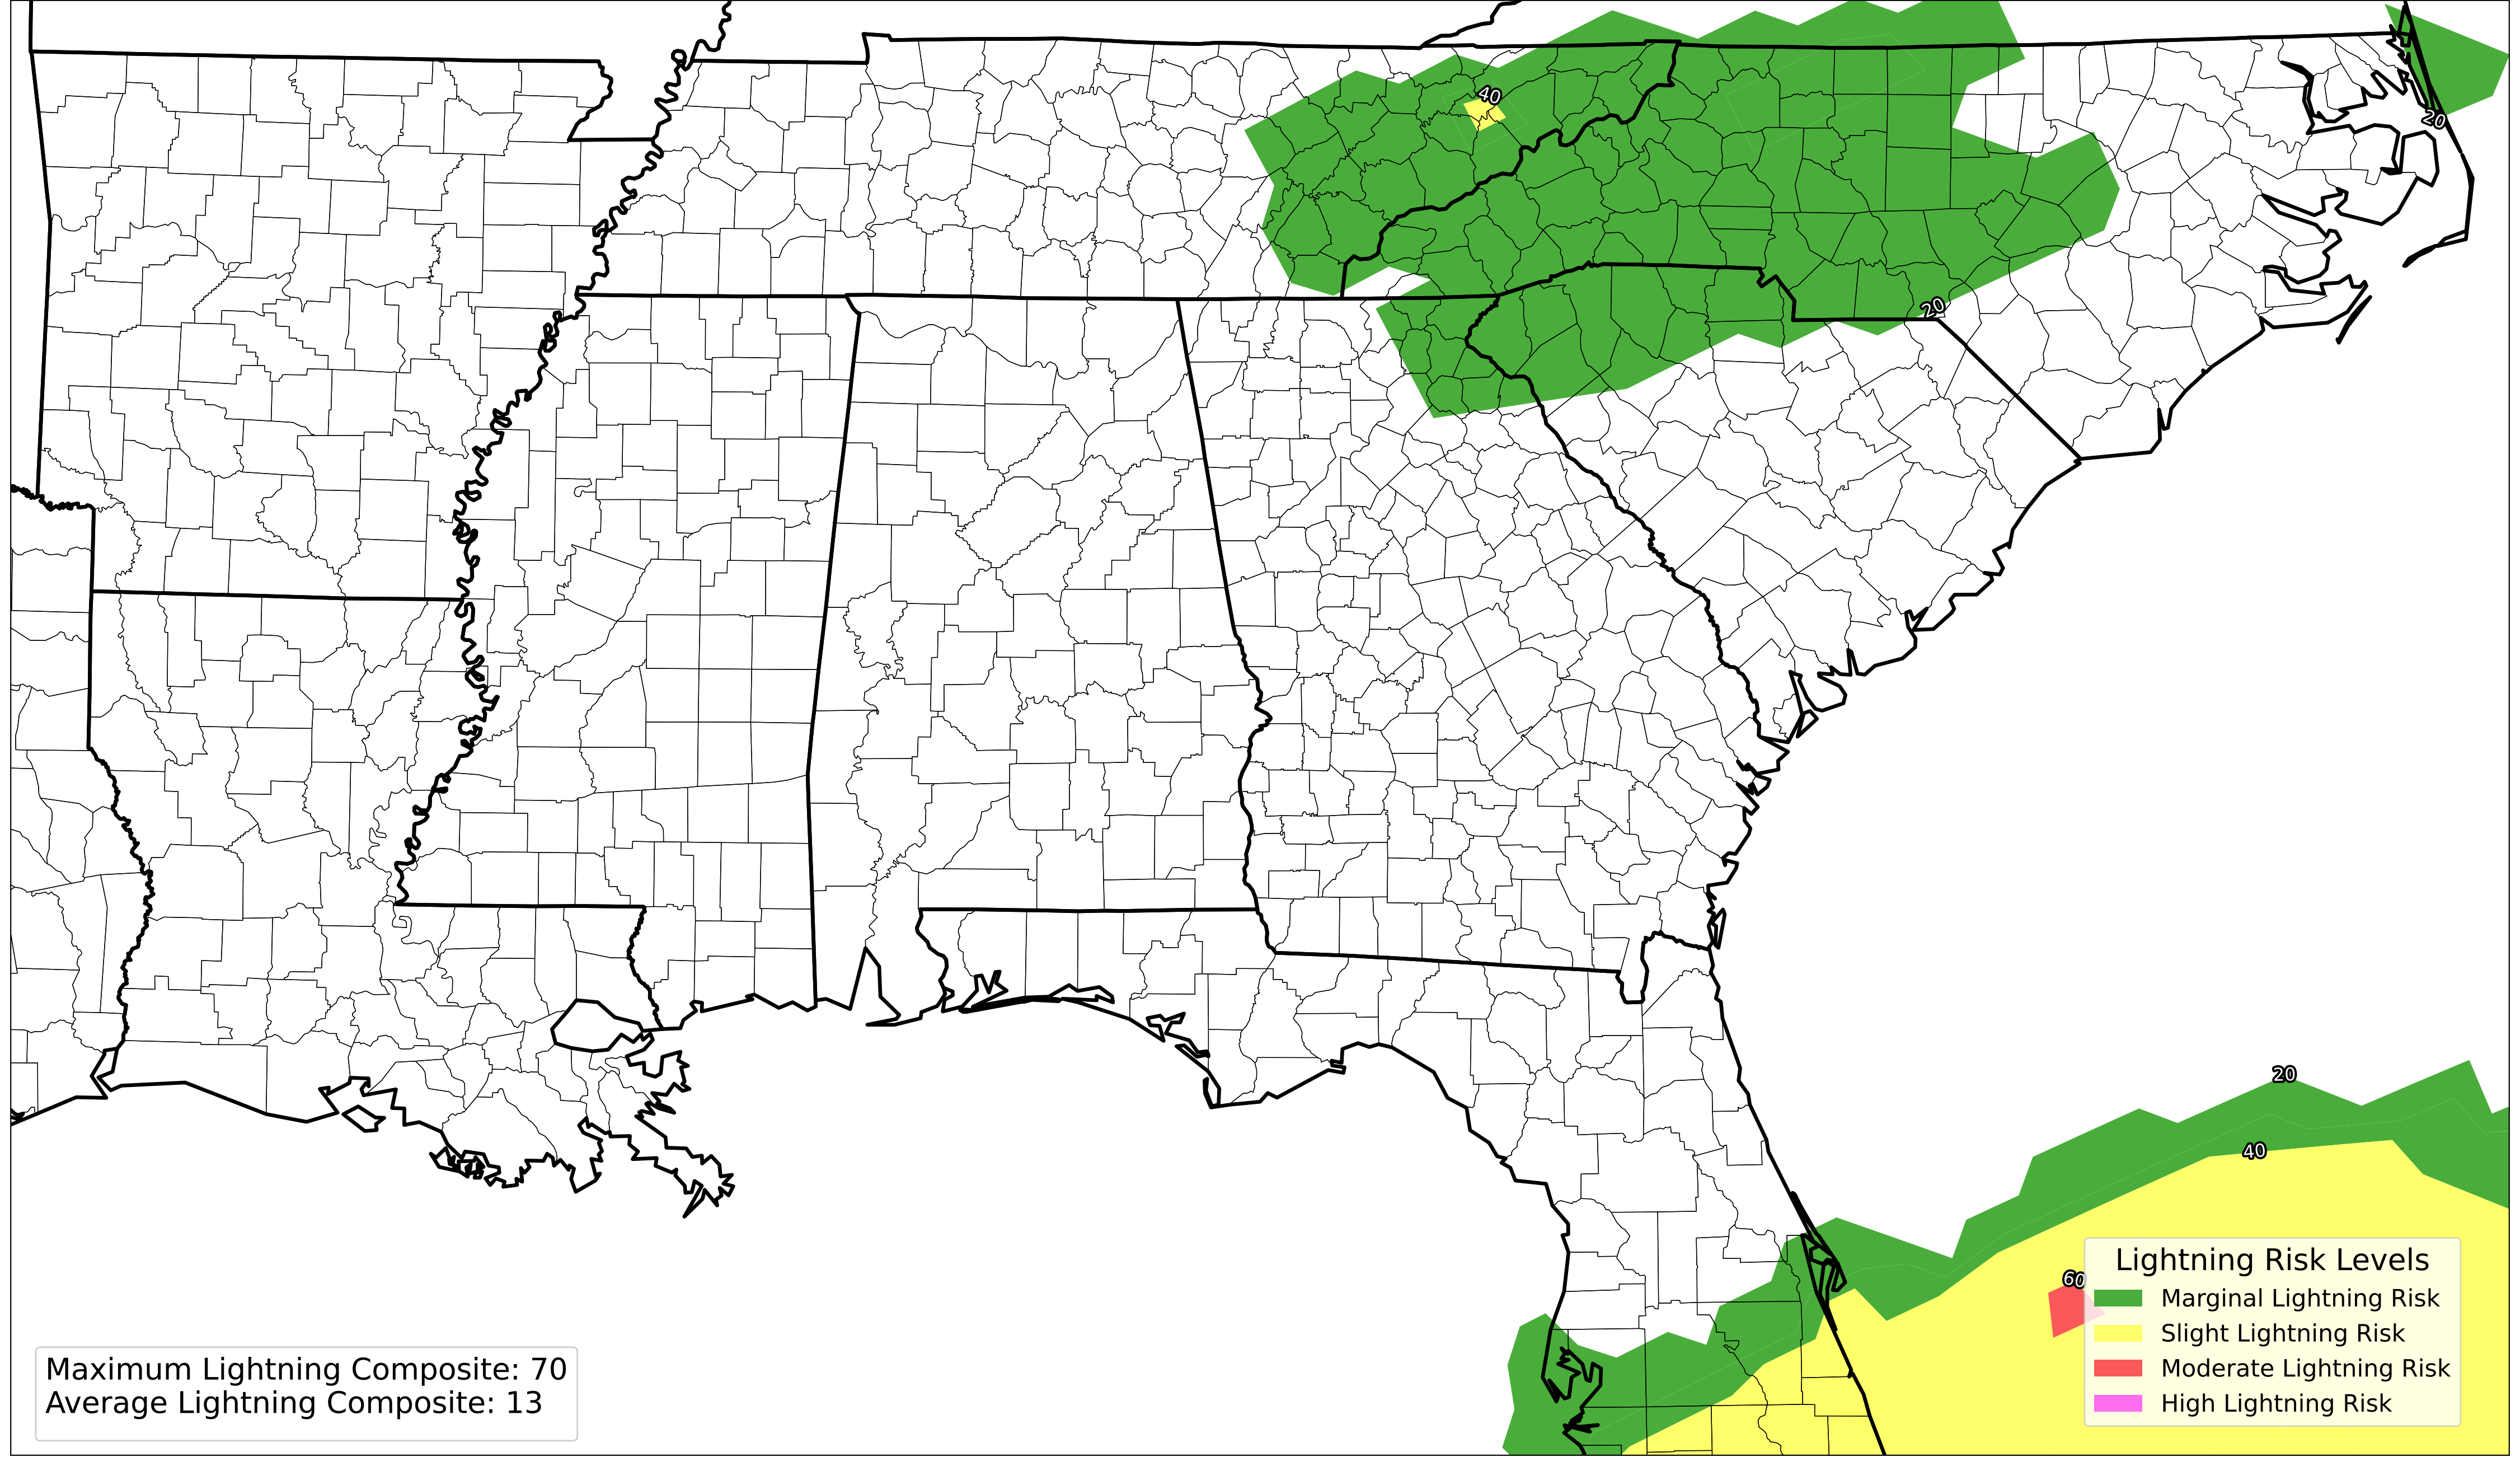 40
20
20
20
40
60
Lightning Risk Levels
Marginal Lightning Risk
Slight Lightning Risk
Moderate Lightning Risk
High Lightning Risk
Maximum Lightning Composite: 70
Average Lightning Composite: 13